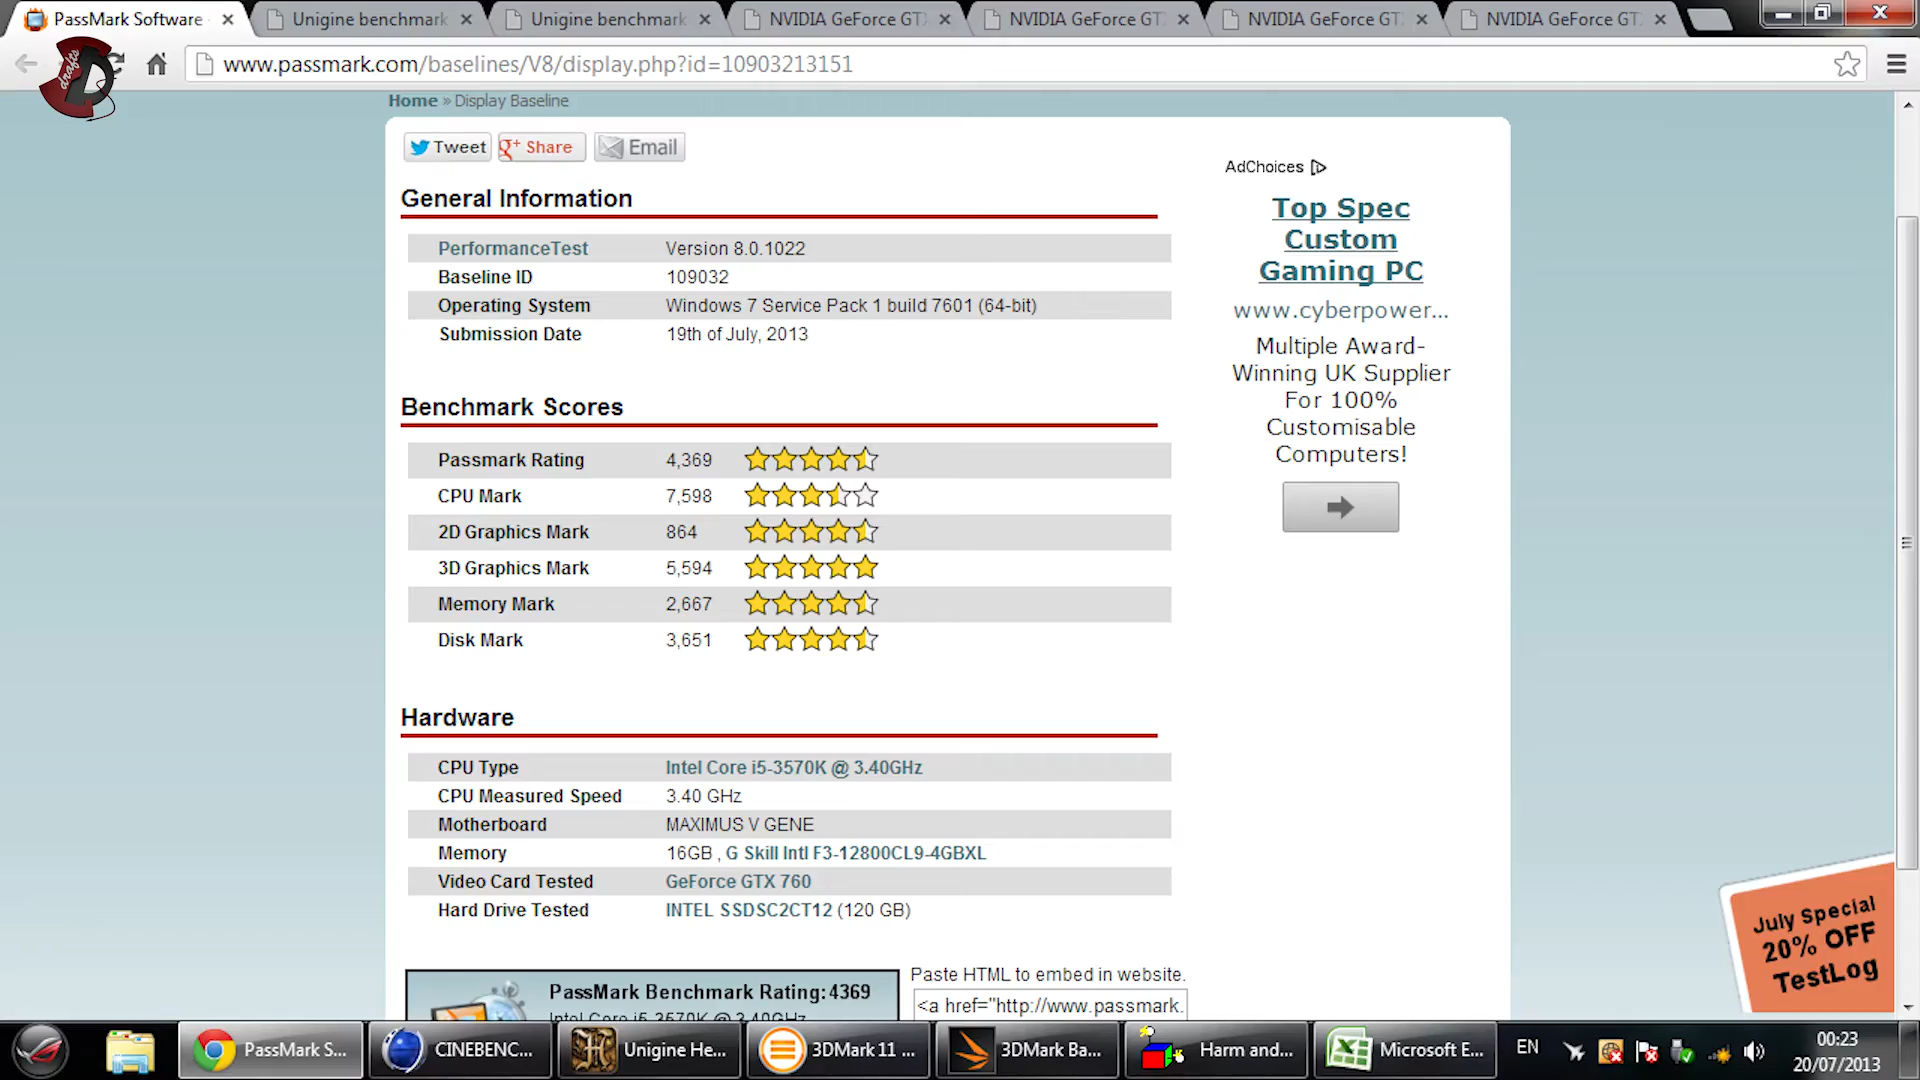 PassMark Software
Unigine benchmark
Unigine benchmark
NVIDIA GeForce GT
NVIDIA GeForce GT
NVIDIA GeForce GT
NVIDIA GeForce GT
drafts
D
www.passmark.com/baselines/V8/display.php?id=10903213151
Home » Display Baseline
Tweet
Share
Email
General Information
PerformanceTest Version 8.0.1022
Baseline ID 109032
Operating System Windows 7 Service Pack 1 build 7601 (64-bit)
Submission Date 19th of July, 2013
Benchmark Scores
Passmark Rating 4,369
CPU Mark 7,598
2D Graphics Mark 864
3D Graphics Mark 5,594
Memory Mark 2,667
Disk Mark 3,651
Hardware
CPU Type Intel Core i5-3570K @ 3.40GHz
CPU Measured Speed 3.40 GHz
Motherboard MAXIMUS V GENE
Memory 16GB , G Skill Intl F3-12800CL9-4GBXL
Video Card Tested GeForce GTX 760
Hard Drive Tested INTEL SSDSC2CT12 (120 GB)
PassMark Benchmark Rating: 4369
Intel Core i5-3570K @ 3.40GHz
Paste HTML to embed in website.
<a href="http://www.passmark.
AdChoices
Top Spec
Custom
Gaming PC
www.cyberpower...
Multiple Award-
Winning UK Supplier
For 100%
Customisable
Computers!
July Special
20% OFF
TestLog
PassMark S...
CINEBENC...
Unigine He...
3DMark 11 ...
3DMark Ba...
Harm and...
Microsoft E...
EN
00:23
20/07/2013